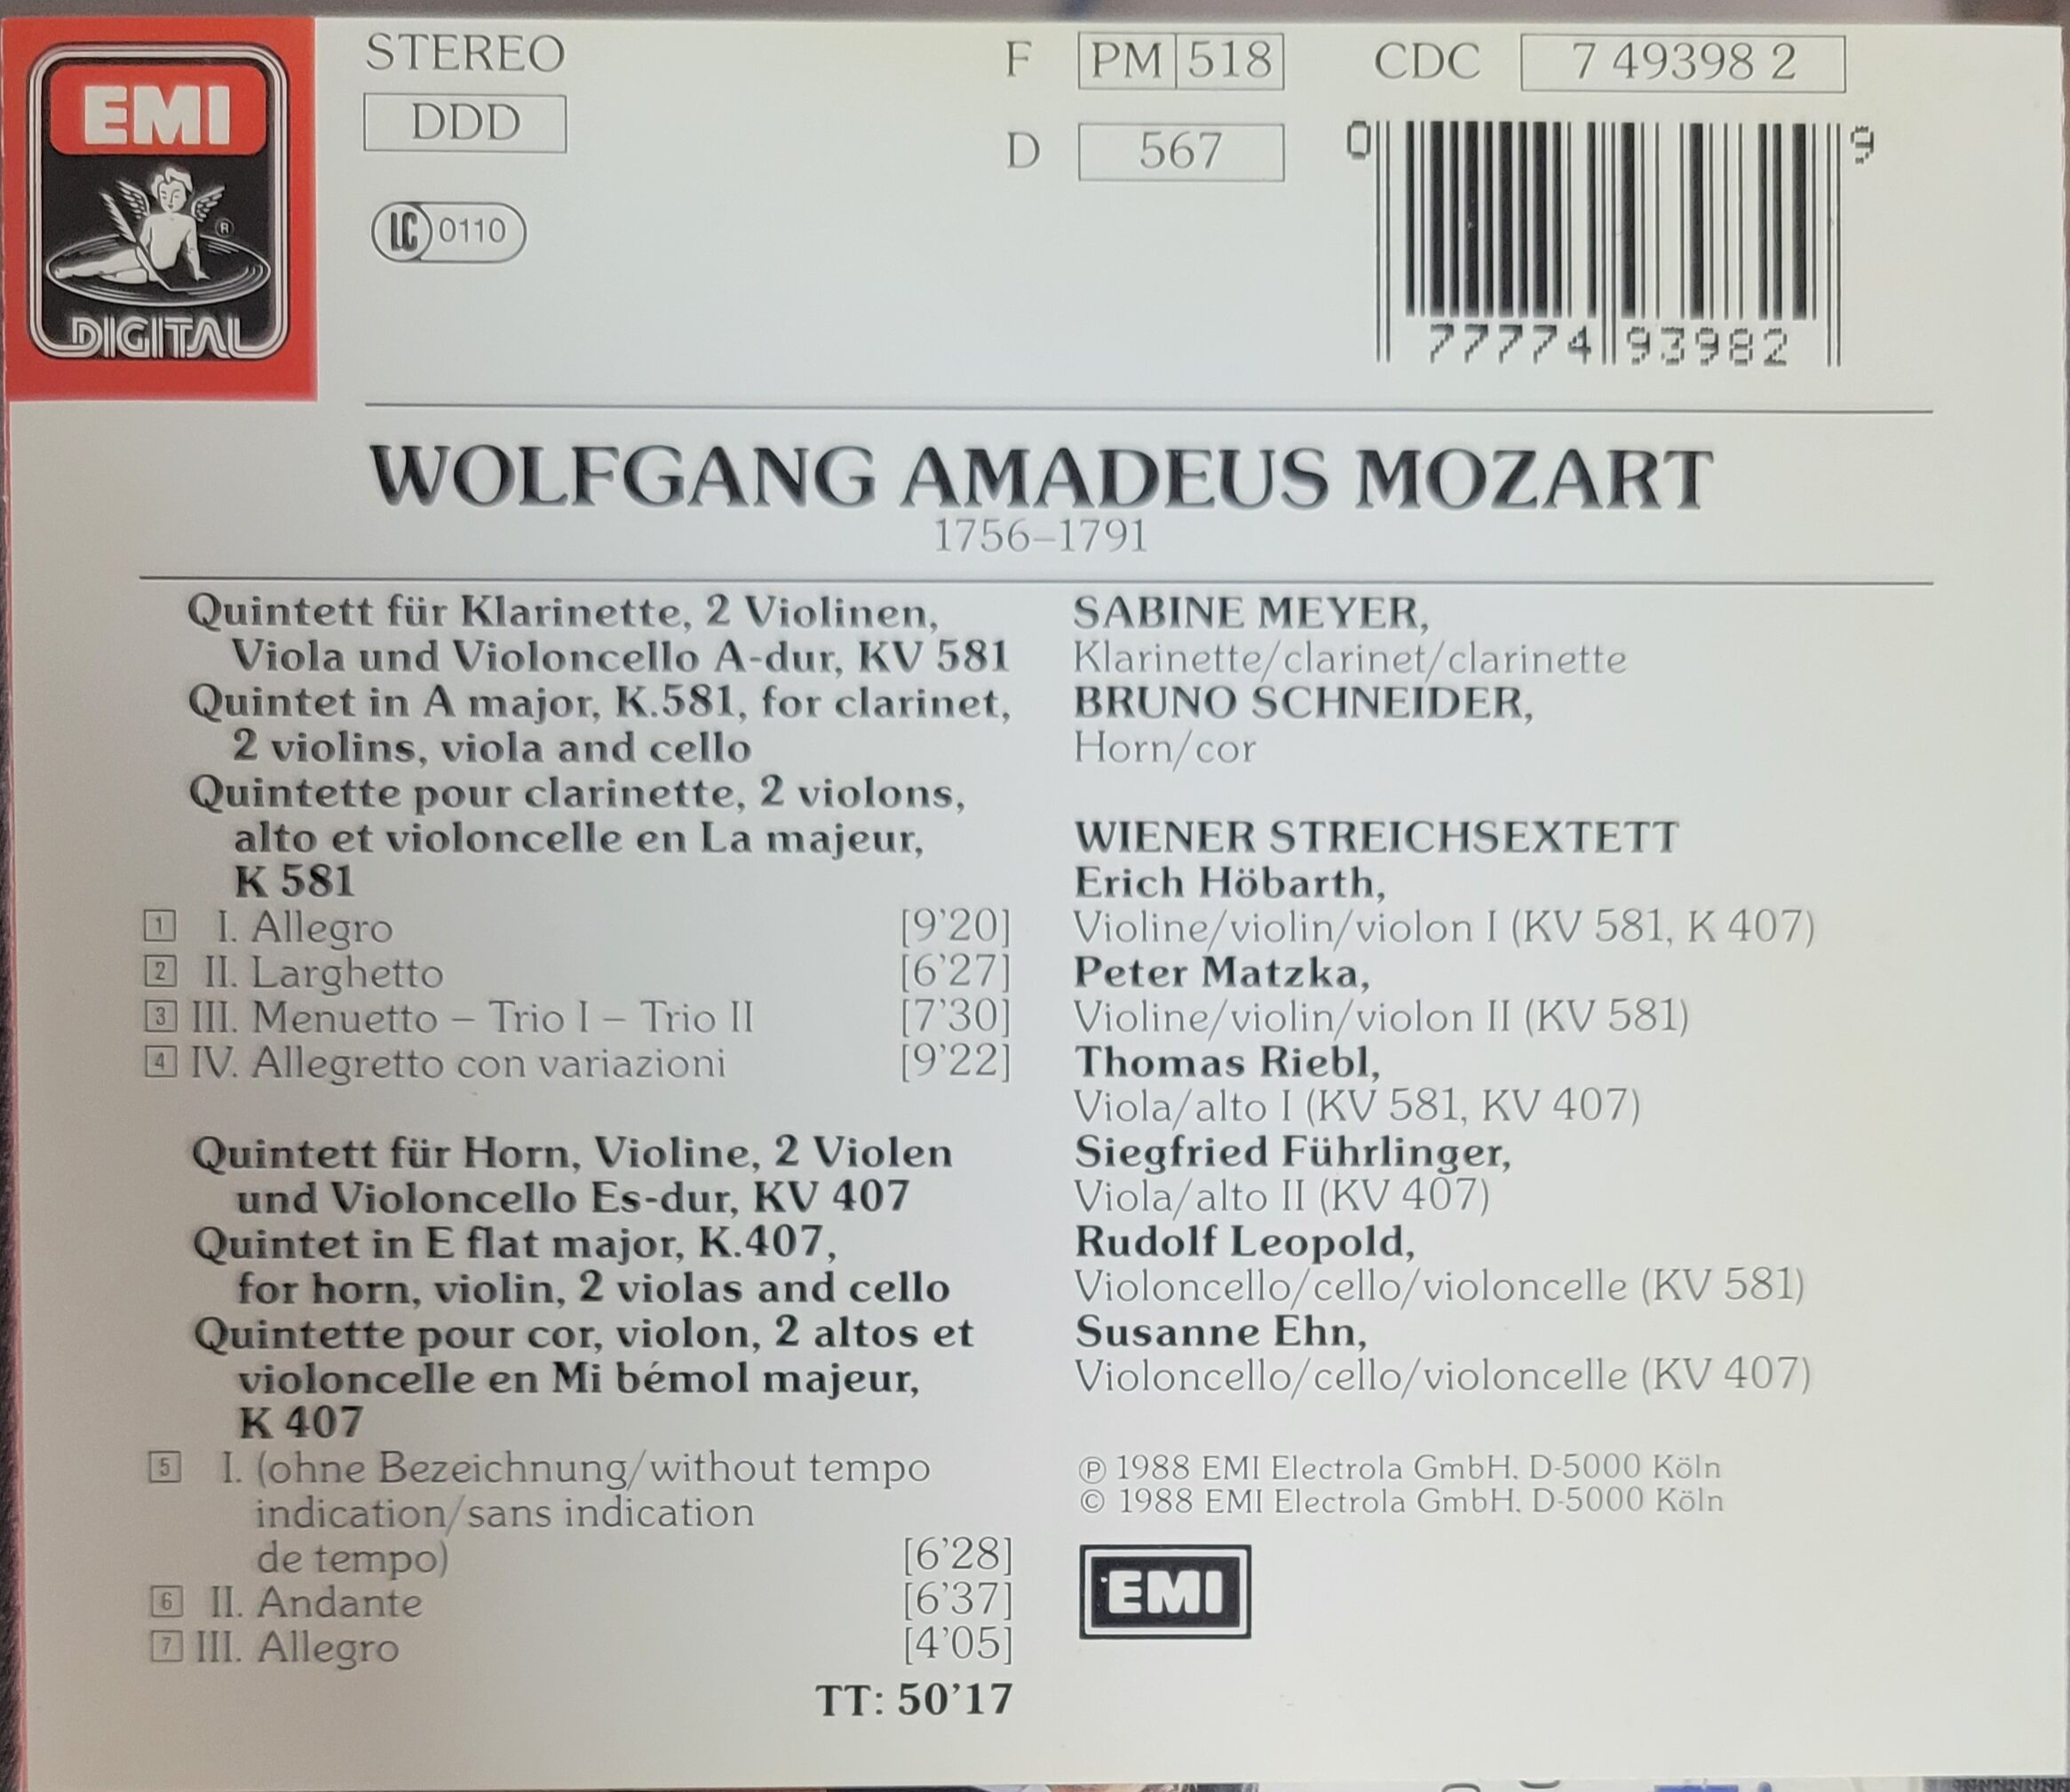 EMI
DIGITAL
®
STEREO
DDD
LC 0110
F PM 518
D 567
CDC 7 49398 2
0 77774 93982 9
WOLFGANG AMADEUS MOZART
1756–1791
Quintett für Klarinette, 2 Violinen,
Viola und Violoncello A-dur, KV 581
Quintet in A major, K.581, for clarinet,
2 violins, viola and cello
Quintette pour clarinette, 2 violons,
alto et violoncelle en La majeur,
K 581
1 I. Allegro [9'20]
2 II. Larghetto [6'27]
3 III. Menuetto – Trio I – Trio II [7'30]
4 IV. Allegretto con variazioni [9'22]
Quintett für Horn, Violine, 2 Violen
und Violoncello Es-dur, KV 407
Quintet in E flat major, K.407,
for horn, violin, 2 violas and cello
Quintette pour cor, violon, 2 altos et
violoncelle en Mi bémol majeur,
K 407
5 I. (ohne Bezeichnung/without tempo
indication/sans indication
de tempo) [6'28]
6 II. Andante [6'37]
7 III. Allegro [4'05]
TT: 50'17
SABINE MEYER,
Klarinette/clarinet/clarinette
BRUNO SCHNEIDER,
Horn/cor
WIENER STREICHSEXTETT
Erich Höbarth,
Violine/violin/violon I (KV 581, K 407)
Peter Matzka,
Violine/violin/violon II (KV 581)
Thomas Riebl,
Viola/alto I (KV 581, KV 407)
Siegfried Führlinger,
Viola/alto II (KV 407)
Rudolf Leopold,
Violoncello/cello/violoncelle (KV 581)
Susanne Ehn,
Violoncello/cello/violoncelle (KV 407)
℗ 1988 EMI Electrola GmbH. D-5000 Köln
© 1988 EMI Electrola GmbH. D-5000 Köln
EMI